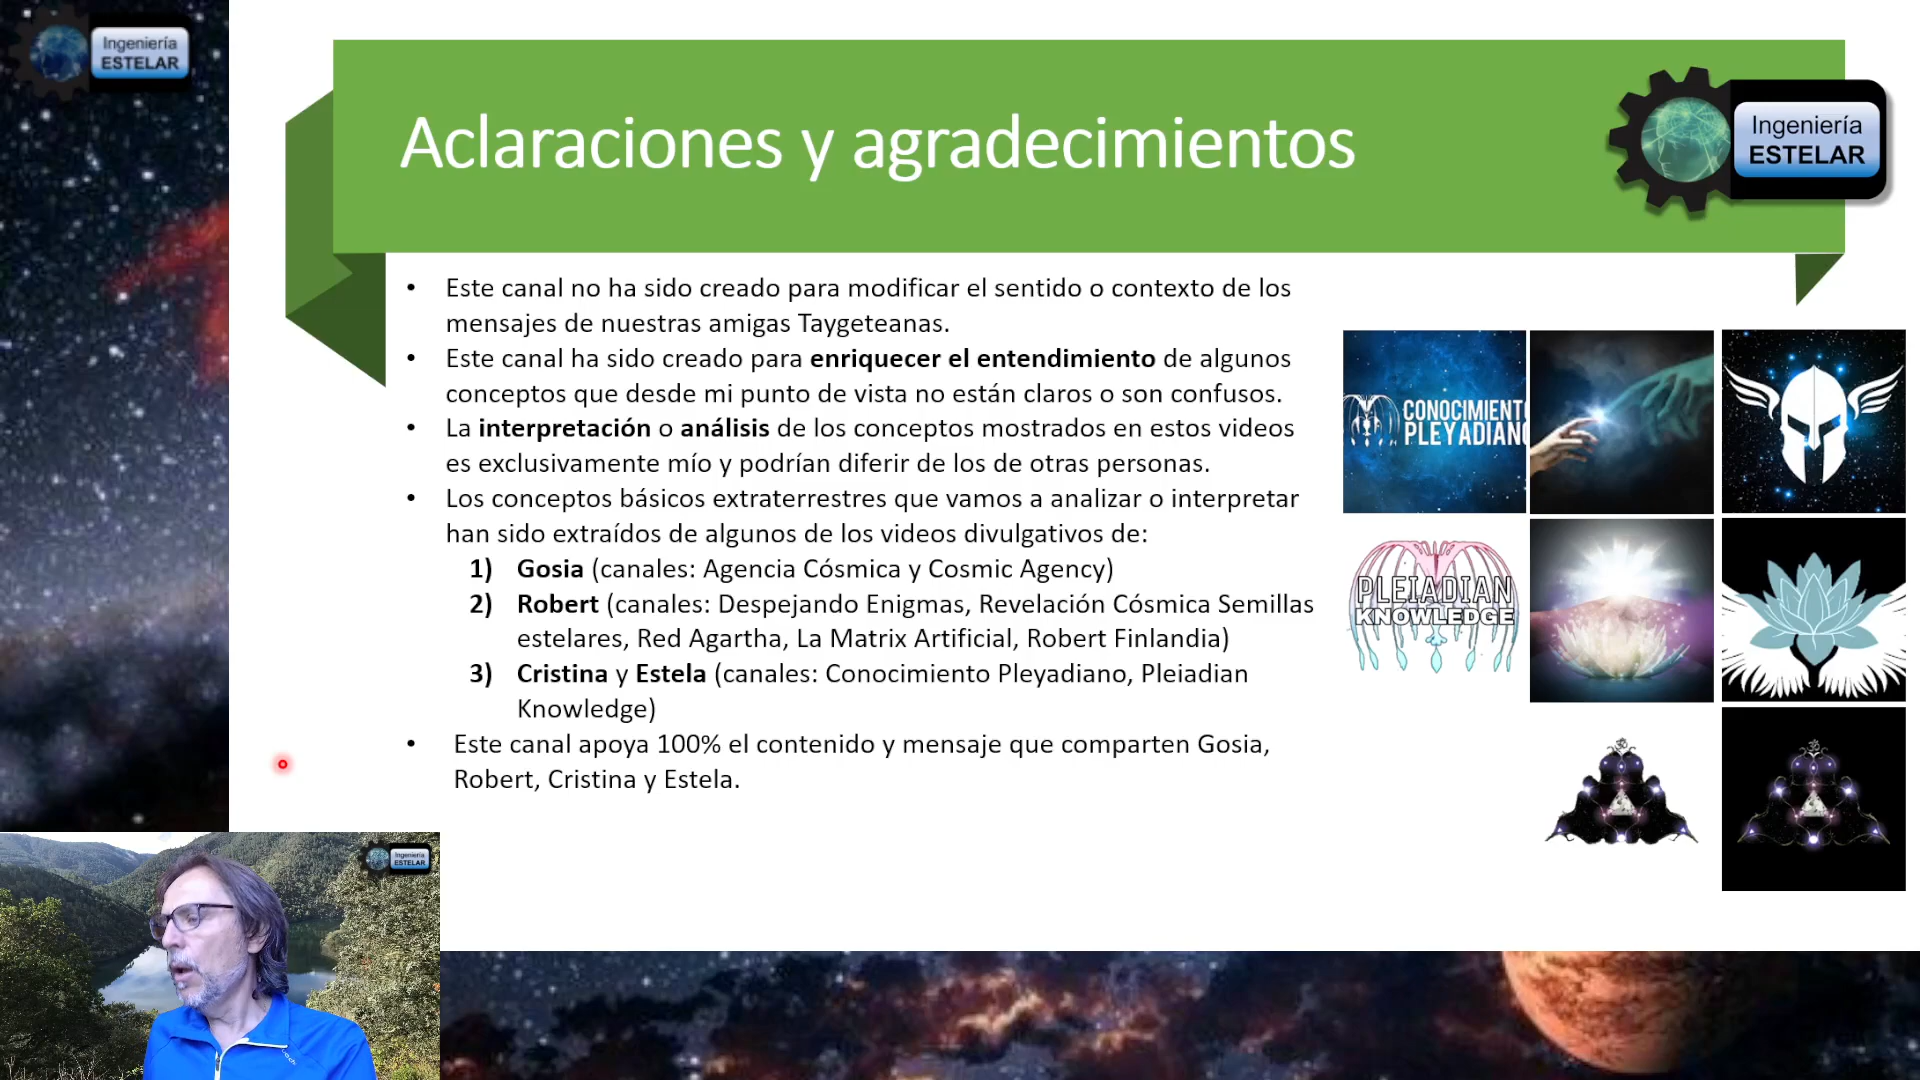 Ingeniería
ESTELAR
Aclaraciones y agradecimientos
Ingeniería
ESTELAR
• Este canal no ha sido creado para modificar el sentido o contexto de los
mensajes de nuestras amigas Taygeteanas.
• Este canal ha sido creado para enriquecer el entendimiento de algunos
conceptos que desde mi punto de vista no están claros o son confusos.
• La interpretación o análisis de los conceptos mostrados en estos videos
es exclusivamente mío y podrían diferir de los de otras personas.
• Los conceptos básicos extraterrestres que vamos a analizar o interpretar
han sido extraídos de algunos de los videos divulgativos de:
1) Gosia (canales: Agencia Cósmica y Cosmic Agency)
2) Robert (canales: Despejando Enigmas, Revelación Cósmica Semillas
estelares, Red Agartha, La Matrix Artificial, Robert Finlandia)
3) Cristina y Estela (canales: Conocimiento Pleyadiano, Pleiadian
Knowledge)
• Este canal apoya 100% el contenido y mensaje que comparten Gosia,
Robert, Cristina y Estela.
CONOCIMIENTO
PLEYADIANO
PLEIADIAN
KNOWLEDGE
ॐ
ॐ
Ingeniería
ESTELAR